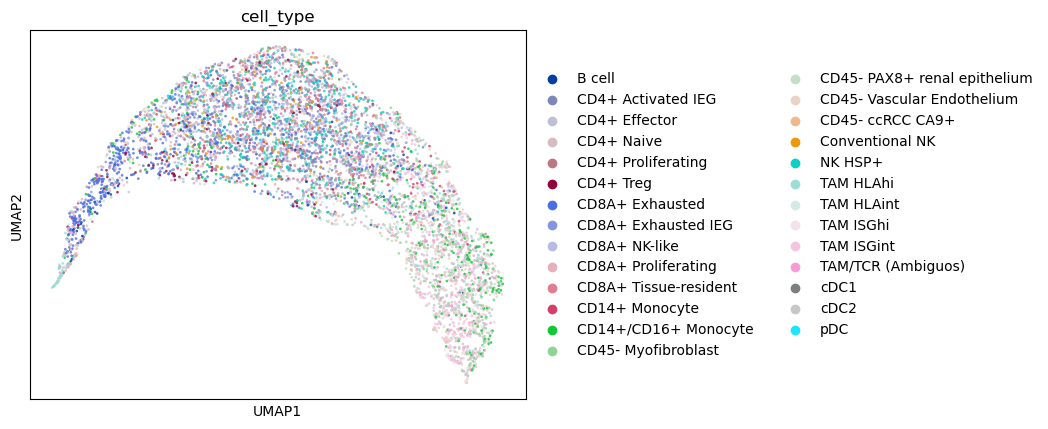 cell_type
UMAP2
UMAP1
B cell
CD4+ Activated IEG
CD4+ Effector
CD4+ Naive
CD4+ Proliferating
CD4+ Treg
CD8A+ Exhausted
CD8A+ Exhausted IEG
CD8A+ NK-like
CD8A+ Proliferating
CD8A+ Tissue-resident
CD14+ Monocyte
CD14+/CD16+ Monocyte
CD45- Myofibroblast
CD45- PAX8+ renal epithelium
CD45- Vascular Endothelium
CD45- ccRCC CA9+
Conventional NK
NK HSP+
TAM HLAhi
TAM HLAint
TAM ISGhi
TAM ISGint
TAM/TCR (Ambiguos)
cDC1
cDC2
pDC